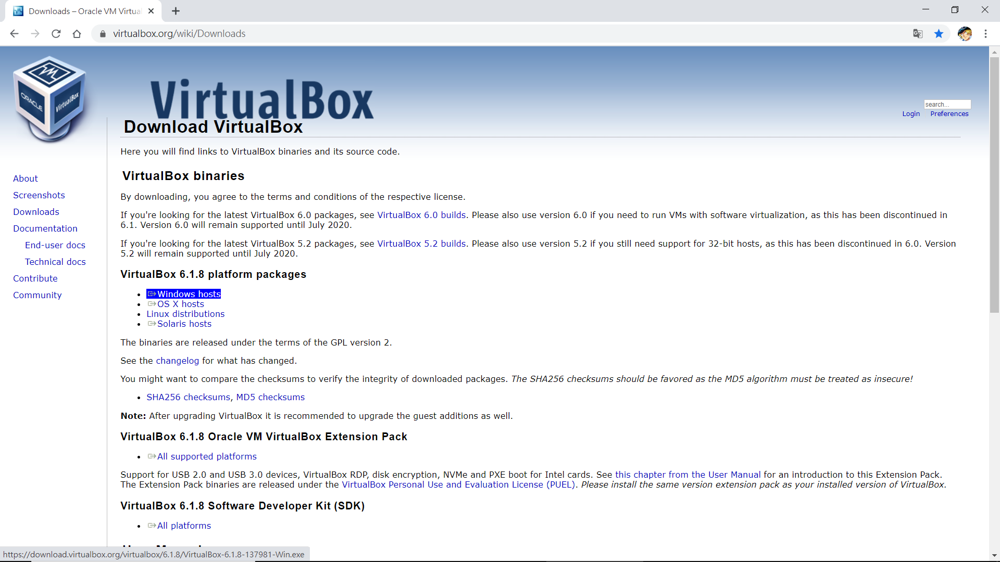 Downloads – Oracle VM Virtua
virtualbox.org/wiki/Downloads
ORACLE
VirtualBox
VirtualBox
search...
Login Preferences
Download VirtualBox
Here you will find links to VirtualBox binaries and its source code.
About
Screenshots
Downloads
Documentation
End-user docs
Technical docs
Contribute
Community
VirtualBox binaries
By downloading, you agree to the terms and conditions of the respective license.
If you're looking for the latest VirtualBox 6.0 packages, see VirtualBox 6.0 builds. Please also use version 6.0 if you need to run VMs with software virtualization, as this has been discontinued in
6.1. Version 6.0 will remain supported until July 2020.
If you're looking for the latest VirtualBox 5.2 packages, see VirtualBox 5.2 builds. Please also use version 5.2 if you still need support for 32-bit hosts, as this has been discontinued in 6.0. Version
5.2 will remain supported until July 2020.
VirtualBox 6.1.8 platform packages
Windows hosts
OS X hosts
Linux distributions
Solaris hosts
The binaries are released under the terms of the GPL version 2.
See the changelog for what has changed.
You might want to compare the checksums to verify the integrity of downloaded packages. The SHA256 checksums should be favored as the MD5 algorithm must be treated as insecure!
SHA256 checksums, MD5 checksums
Note: After upgrading VirtualBox it is recommended to upgrade the guest additions as well.
VirtualBox 6.1.8 Oracle VM VirtualBox Extension Pack
All supported platforms
Support for USB 2.0 and USB 3.0 devices, VirtualBox RDP, disk encryption, NVMe and PXE boot for Intel cards. See this chapter from the User Manual for an introduction to this Extension Pack.
The Extension Pack binaries are released under the VirtualBox Personal Use and Evaluation License (PUEL). Please install the same version extension pack as your installed version of VirtualBox.
VirtualBox 6.1.8 Software Developer Kit (SDK)
All platforms
https://download.virtualbox.org/virtualbox/6.1.8/VirtualBox-6.1.8-137981-Win.exe